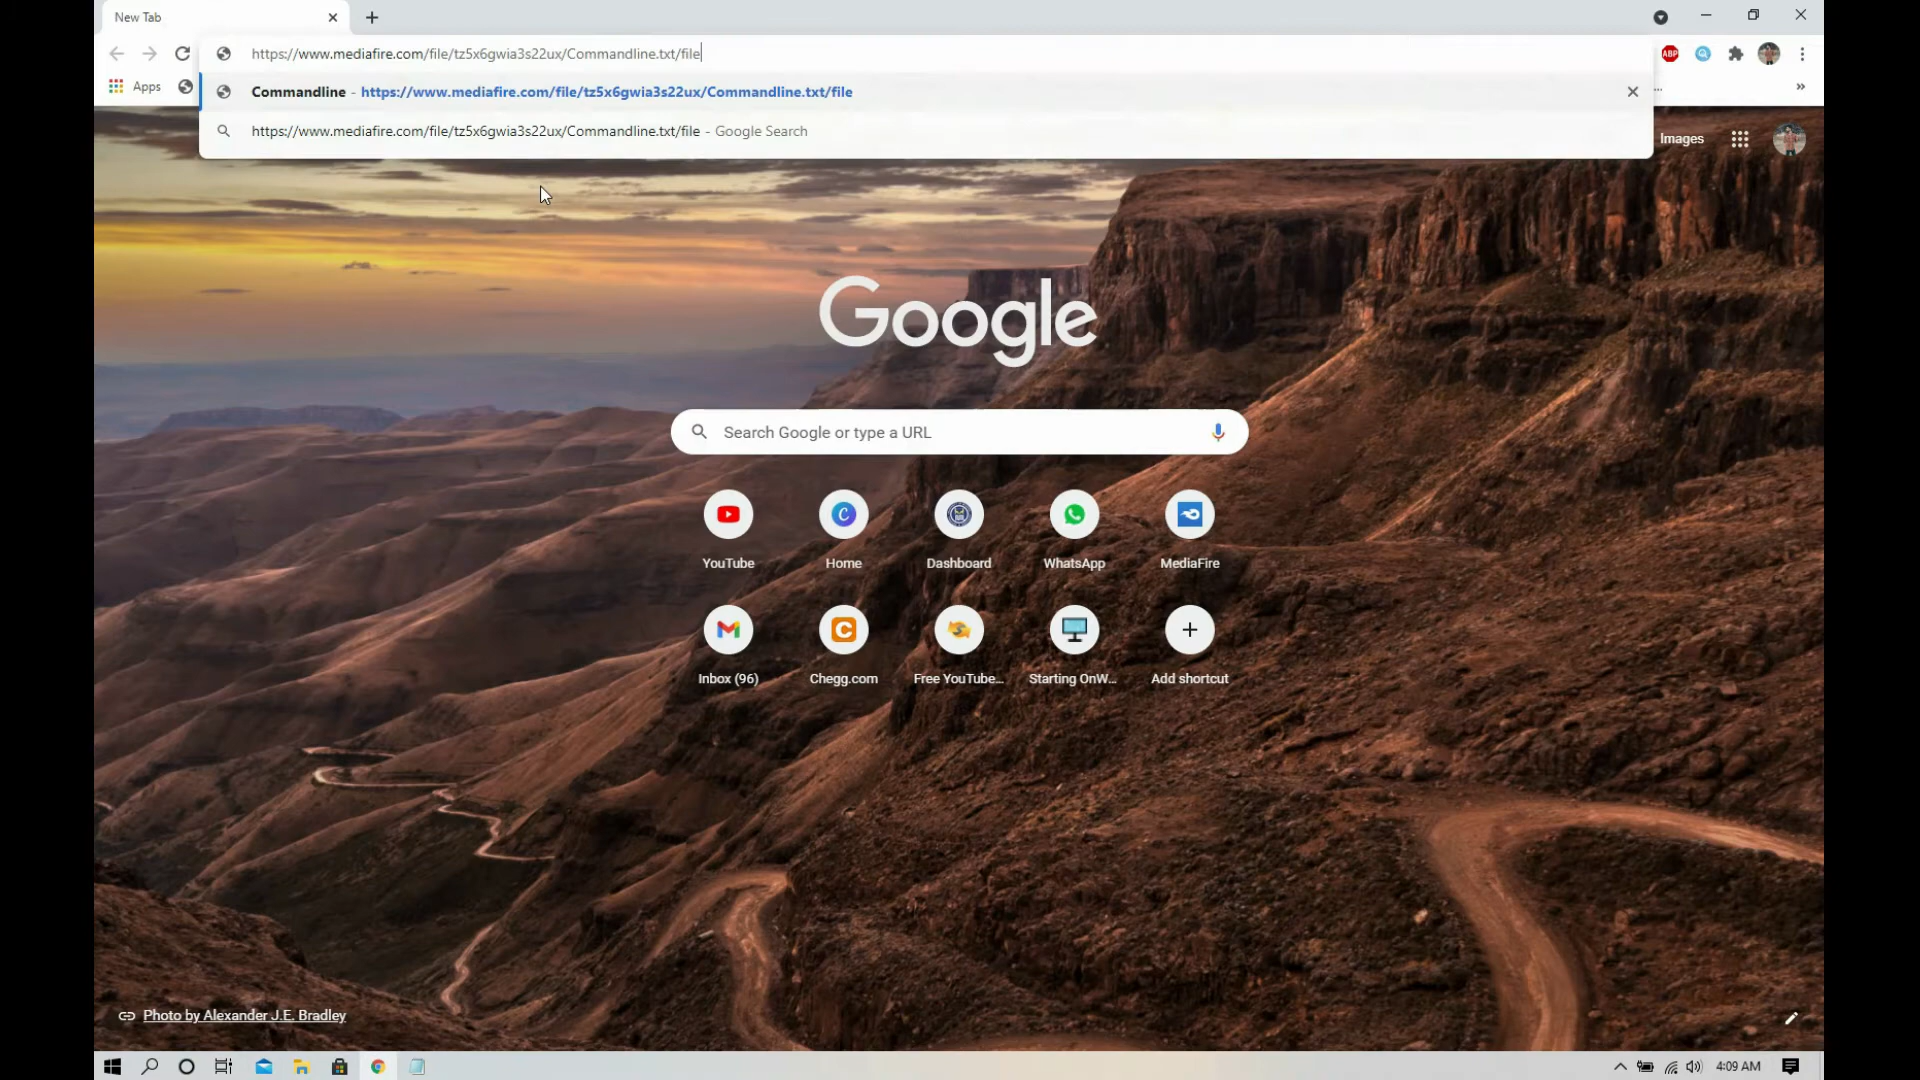 New Tab
https://www.mediafire.com/file/tz5x6gwia3s22ux/Commandline.txt/file
Apps
Commandline - https://www.mediafire.com/file/tz5x6gwia3s22ux/Commandline.txt/file
https://www.mediafire.com/file/tz5x6gwia3s22ux/Commandline.txt/file - Google Search
ABP
...
»
Images
Google
Search Google or type a URL
YouTube
Home
Dashboard
WhatsApp
MediaFire
Inbox (96)
Chegg.com
Free YouTube...
Starting OnW...
Add shortcut
Photo by Alexander J.E. Bradley
4:09 AM